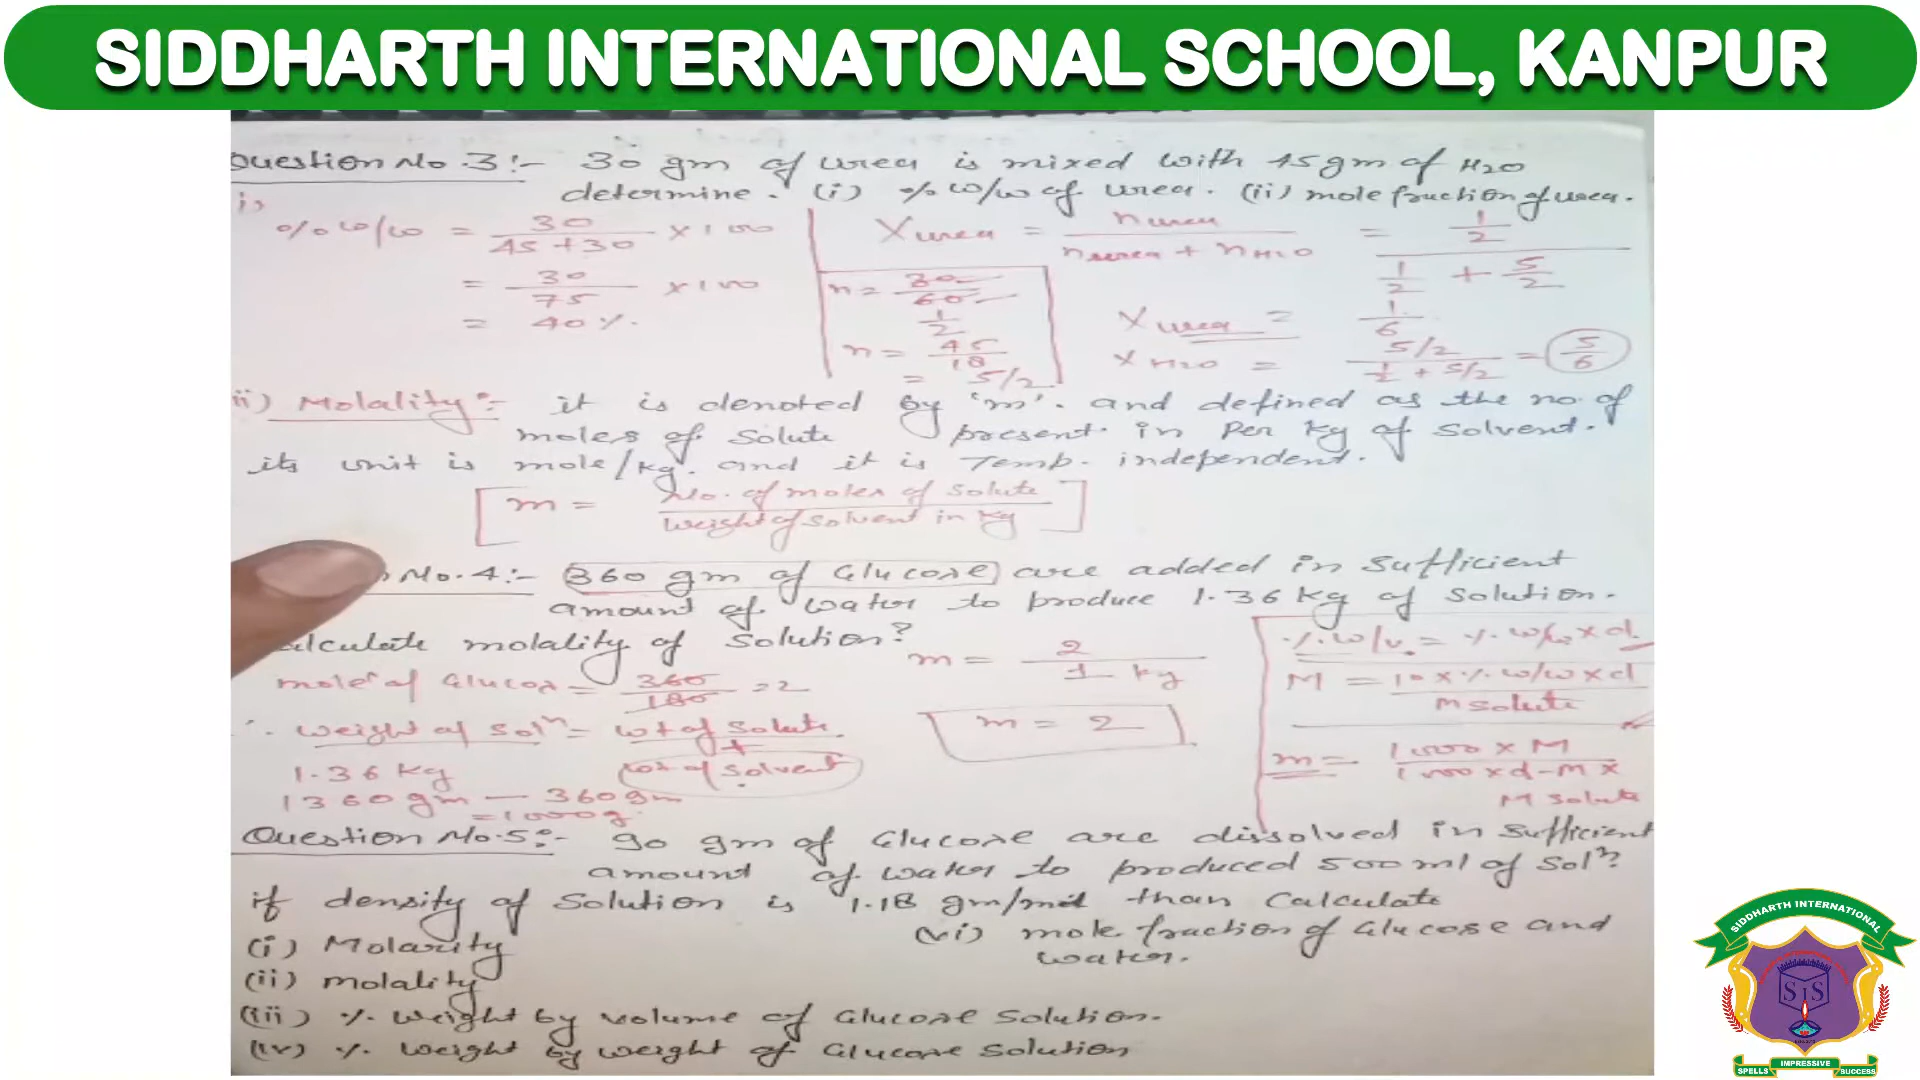 SIDDHARTH INTERNATIONAL SCHOOL, KANPUR
Question No.3:- 30 gm of urea is mixed with 45gm of H2O
determine. (i) % w/w of urea. (ii) mole fraction of urea.
i)
% w/w = 30/(45+30) × 100
= 30/75 × 100
= 40 %.
n = 30/60
1/2
n = 45/18
= 5/2
X urea = n urea/(n urea + n H2O) = (1/2)/(1/2 + 5/2)
X urea = 1/6
X H2O = (5/2)/(1/2 + 5/2) = 5/6
ii) Molality:- it is denoted by 'm'. and defined as the no. of
moles of solute present in Per Kg of Solvent.
its unit is mole/kg. and it is Temp. independent.
[ m = No. of moles of solute/weight of solvent in kg ]
No.4:- 360 gm of Glucose are added in sufficient
amount of water to produce 1.36 kg of solution.
alculate molality of solution?
mole of Glucose = 360/180 = 2
weight of solⁿ = wt of solute
+
wt of solvent
1.36 Kg
1360 gm — 360 gm
= 1000g.
m = 2/1 kg
m = 2
% w/v = % w/w × d
M = 10 × % w/w × d/M solute
m = 1000 × M/1000 × d - M ×
M solute
Question No.5:- 90 gm of Glucose are dissolved in sufficient
amount of water to produced 500 ml of Solⁿ?
if density of Solution is 1.18 gm/ml than Calculate
(i) Molarity
(ii) molality
(iii) % weight by volume of Glucose Solution.
(iv) % weight by weight of Glucose Solution
(vi) mole fraction of Glucose and
water.
SIDDHARTH INTERNATIONAL
SIS
SPELLS IMPRESSIVE SUCCESS